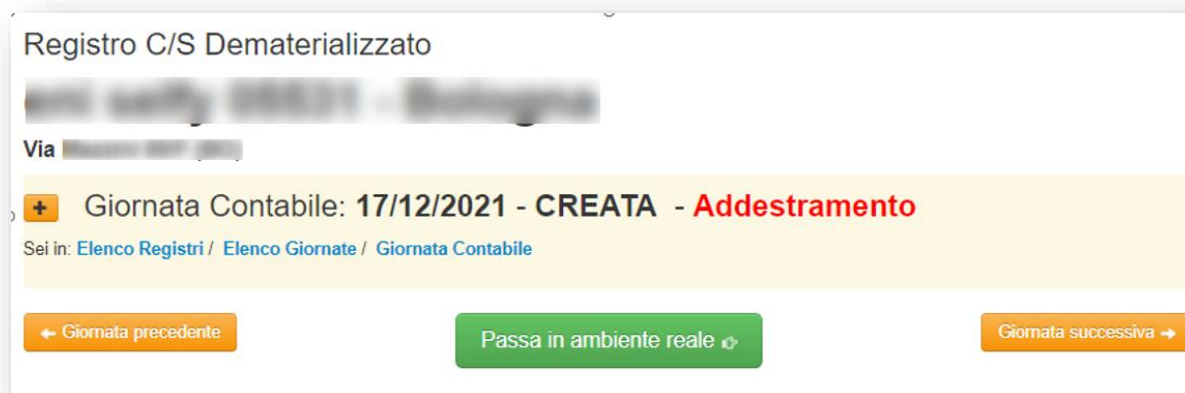 Registro C/S Dematerializzato
Via
+ Giornata Contabile: 17/12/2021 - CREATA - Addestramento
Sei in: Elenco Registri / Elenco Giornate / Giornata Contabile
← Giornata precedente
Passa in ambiente reale
Giornata successiva →